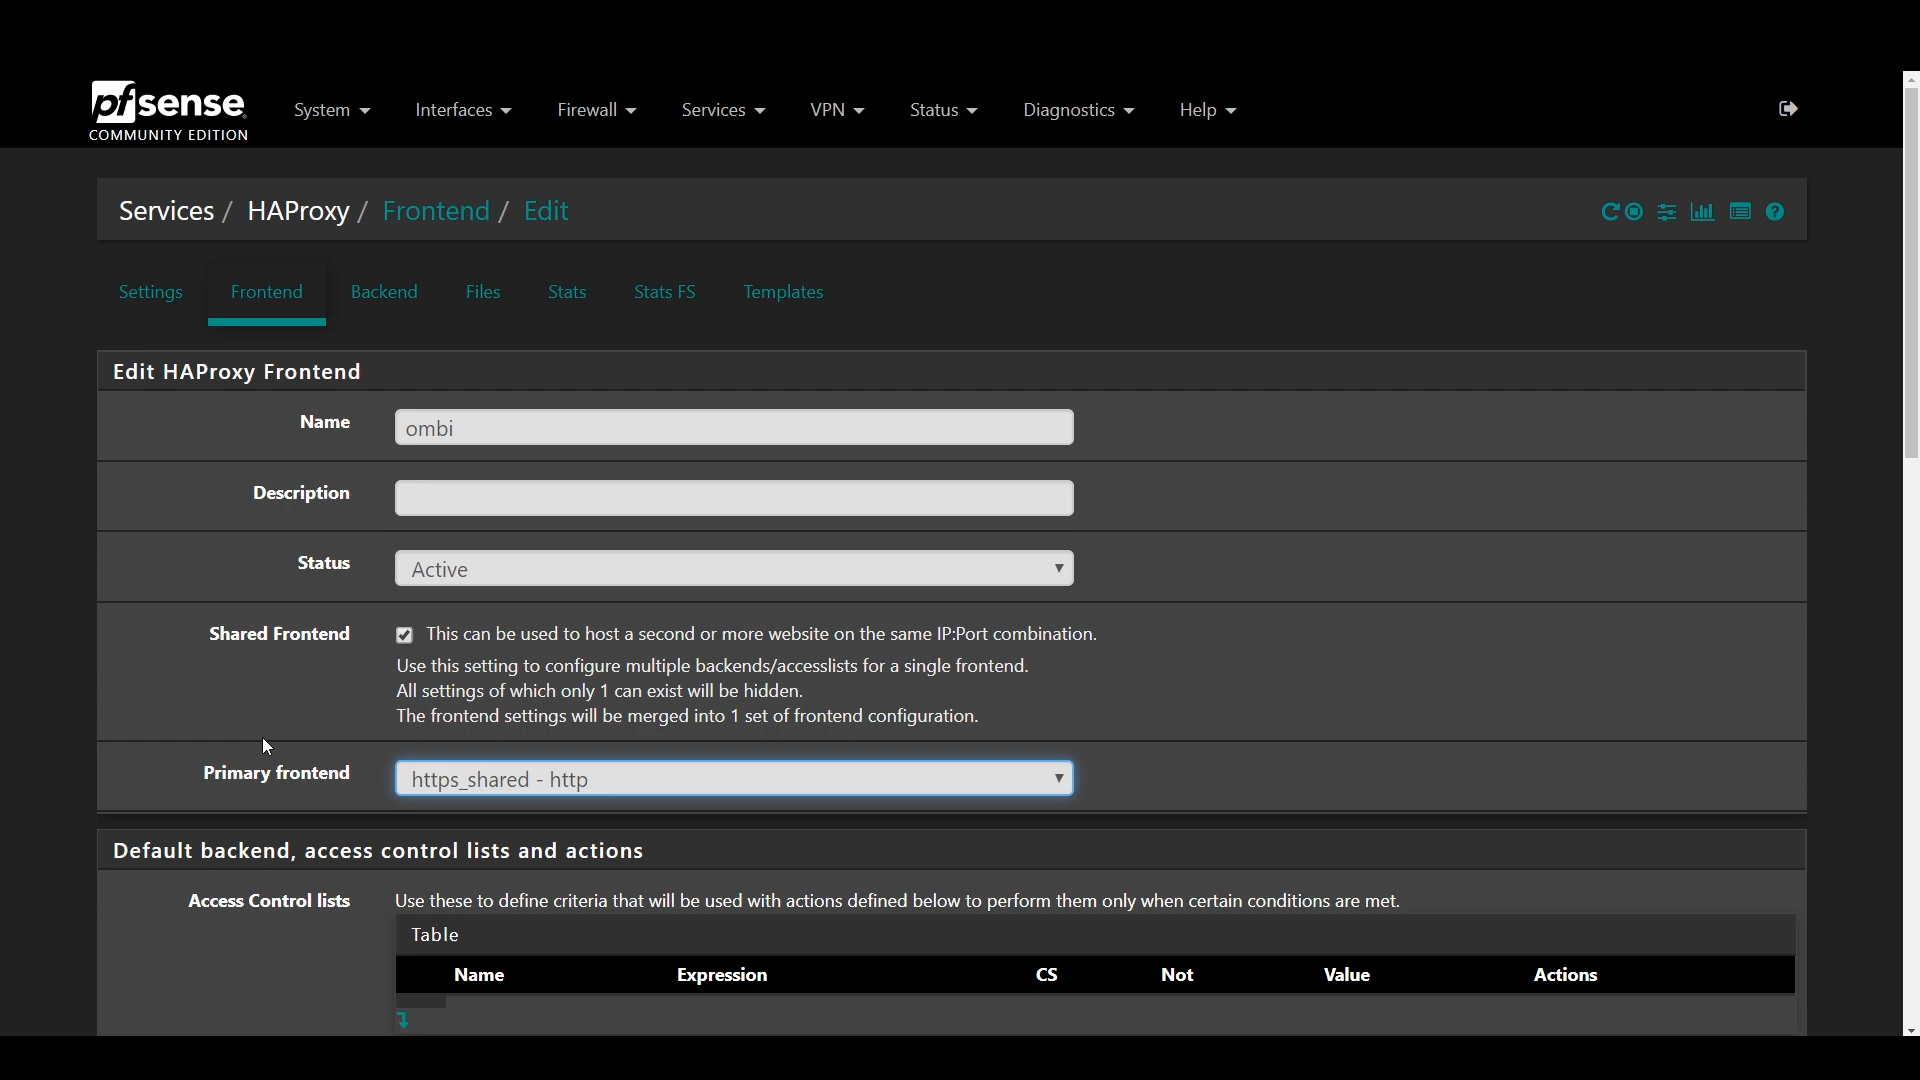 pfsense
COMMUNITY EDITION
System Interfaces Firewall Services VPN Status Diagnostics Help
Services / HAProxy / Frontend / Edit
Settings Frontend Backend Files Stats Stats FS Templates
Edit HAProxy Frontend
Name ombi
Description
Status Active
Shared Frontend This can be used to host a second or more website on the same IP:Port combination.
Use this setting to configure multiple backends/accesslists for a single frontend.
All settings of which only 1 can exist will be hidden.
The frontend settings will be merged into 1 set of frontend configuration.
Primary frontend https_shared - http
Default backend, access control lists and actions
Access Control lists Use these to define criteria that will be used with actions defined below to perform them only when certain conditions are met.
Table
Name Expression CS Not Value Actions